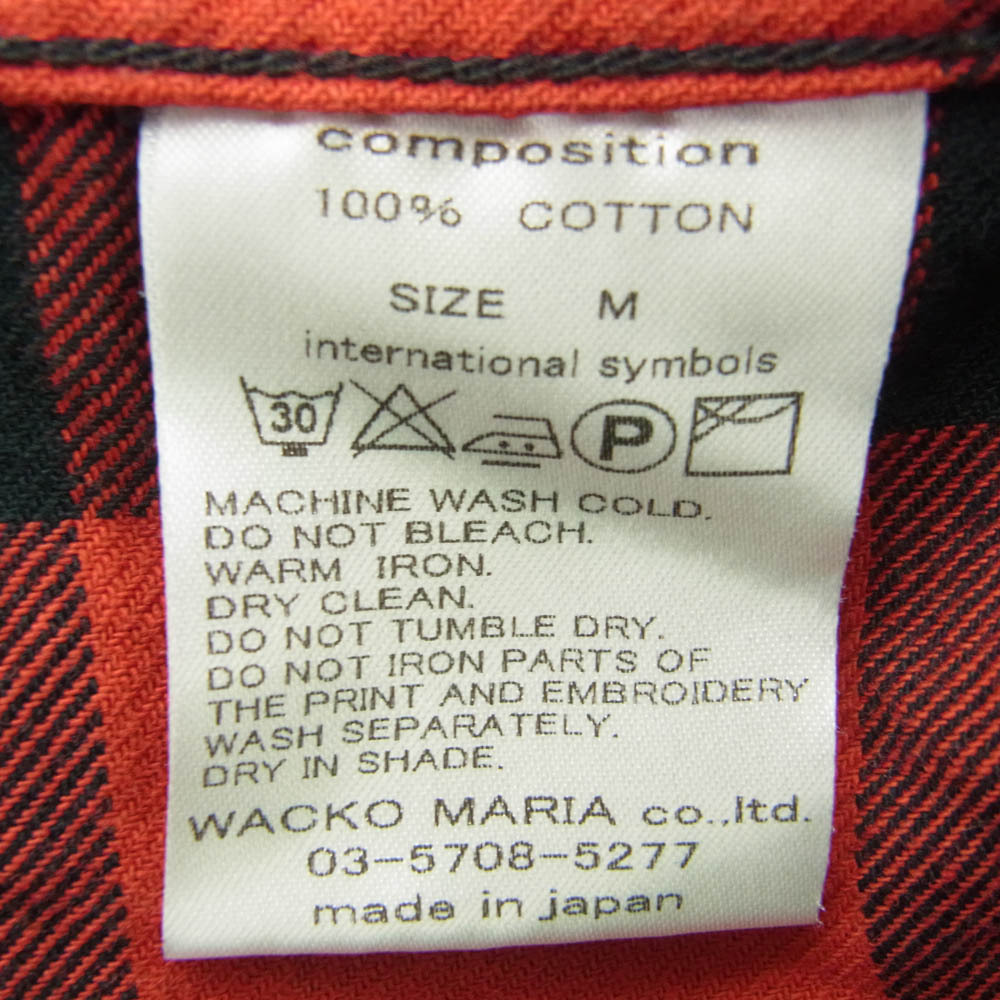 composition
100% COTTON
SIZE M
international symbols
30 P
MACHINE WASH COLD.
DO NOT BLEACH.
WARM IRON.
DRY CLEAN.
DO NOT TUMBLE DRY.
DO NOT IRON PARTS OF
THE PRINT AND EMBROIDERY
WASH SEPARATELY.
DRY IN SHADE.
WACKO MARIA co.,ltd.
03-5708-5277
made in japan